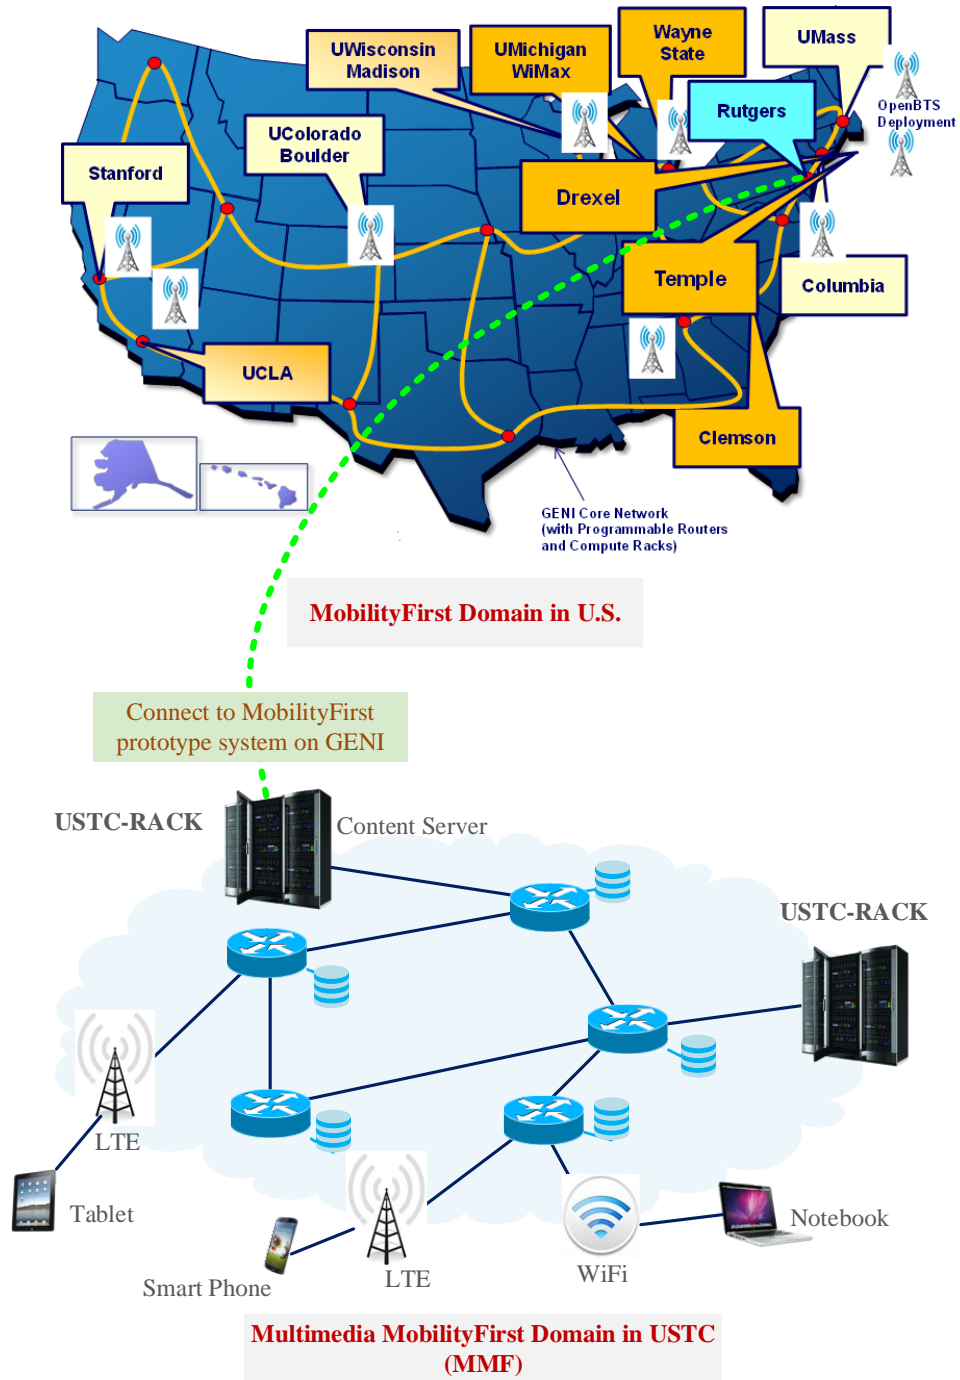 UWisconsin
Madison
UMichigan
WiMax
Wayne
State
UMass
Rutgers
OpenBTS
Deployment
UColorado
Boulder
Stanford
Drexel
Temple
Columbia
UCLA
Clemson
GENI Core Network
(with Programmable Routers
and Compute Racks)
MobilityFirst Domain in U.S.
Connect to MobilityFirst
prototype system on GENI
USTC-RACK
Content Server
USTC-RACK
LTE
Tablet
Smart Phone
LTE
WiFi
Notebook
Multimedia MobilityFirst Domain in USTC
(MMF)